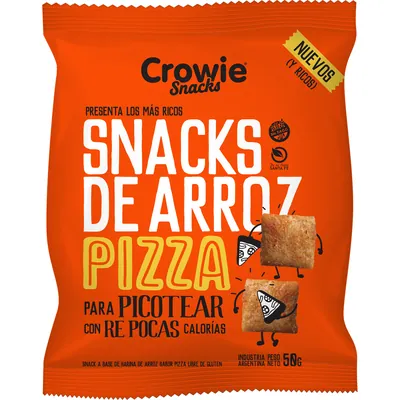 Crowie
Snacks
NUEVOS
(Y RICOS)
PRESENTA LOS MÁS RICOS
SNACKS
DE ARROZ
PIZZA
PARA PICOTEAR
CON RE POCAS CALORÍAS
SNACK A BASE DE HARINA DE ARROZ SABOR PIZZA LIBRE DE GLUTEN
INDUSTRIA PESO
ARGENTINA NETO 50G